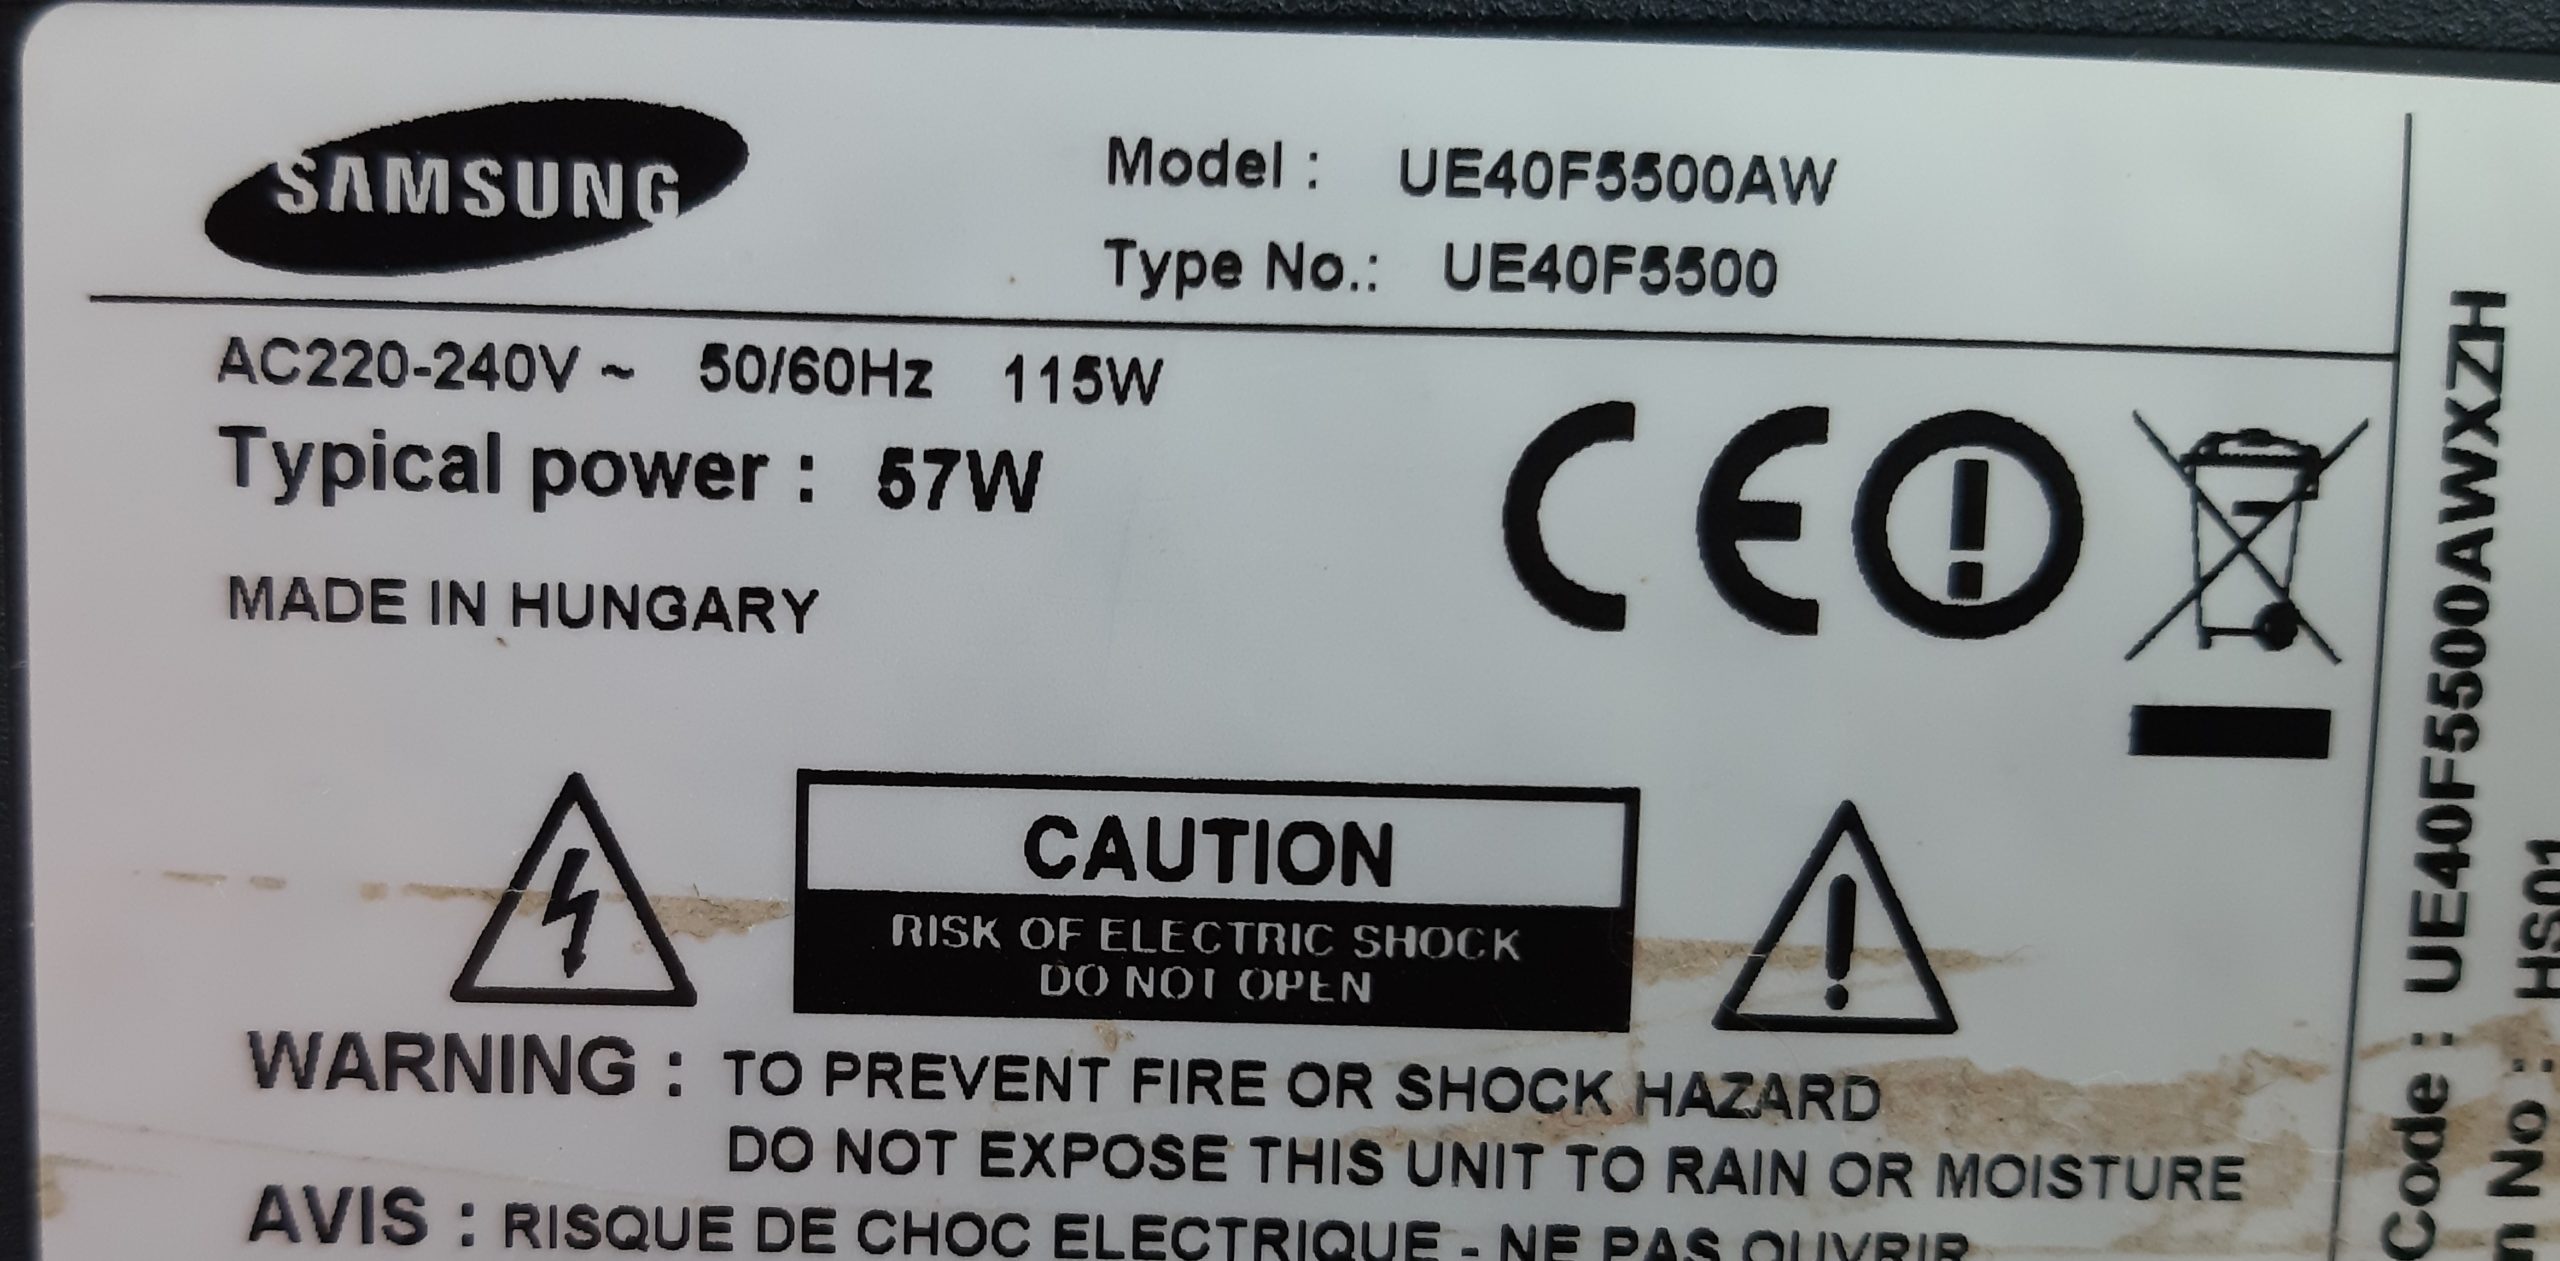 SAMSUNG
Model : UE40F5500AW
Type No.: UE40F5500
AC220-240V ~ 50/60Hz 115W
Typical power : 57W
MADE IN HUNGARY
CAUTION
RISK OF ELECTRIC SHOCK
DO NOT OPEN
WARNING : TO PREVENT FIRE OR SHOCK HAZARD
DO NOT EXPOSE THIS UNIT TO RAIN OR MOISTURE
AVIS : RISQUE DE CHOC ELECTRIQUE - NE PAS OUVRIR
Code : UE40F5500AWXZH
n No : HS01